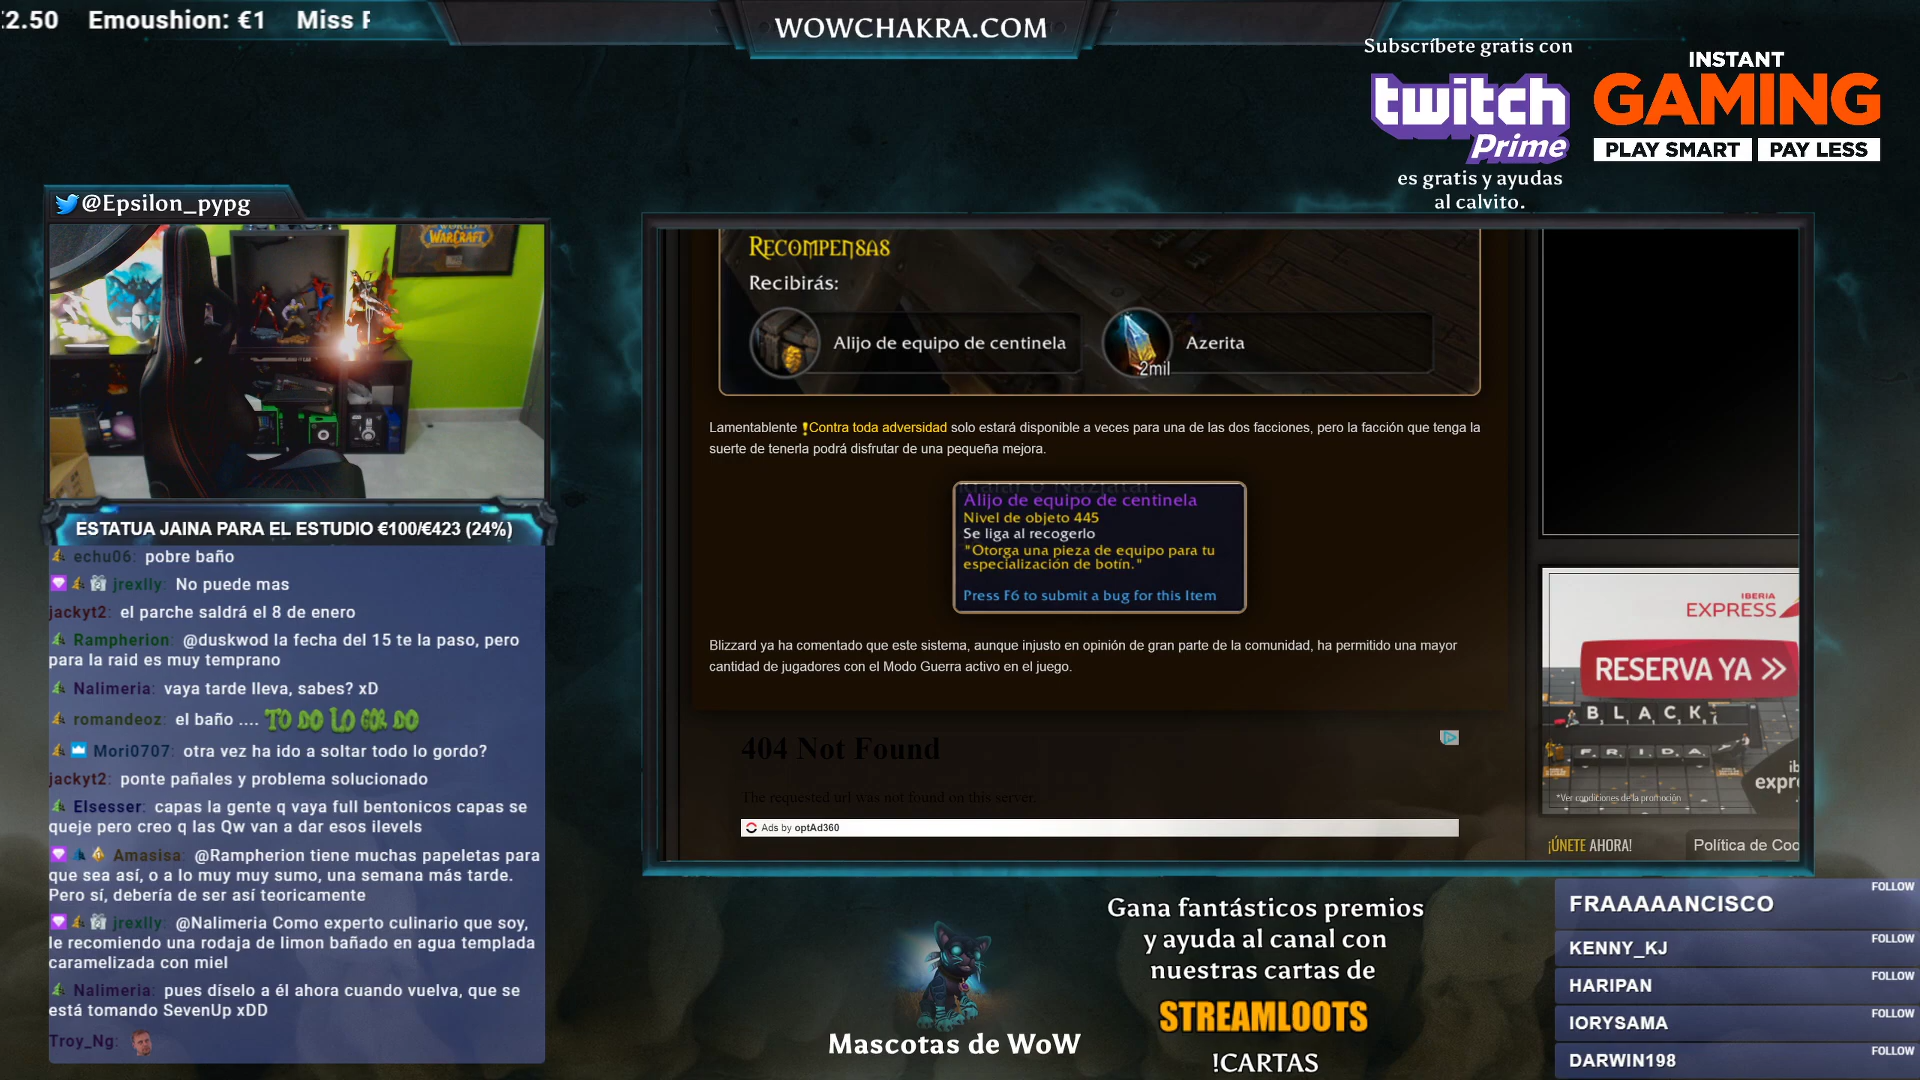 2.50 Emoushion: €1 Miss
WOWCHAKRA.COM
Subscríbete gratis con
twitch
Prime
es gratis y ayudas
al calvito.
INSTANT
GAMING
PLAY SMART PAY LESS
@Epsilon_pypg
WORLD
WARCRAFT
ESTATUA JAINA PARA EL ESTUDIO €100/€423 (24%)
echu06: pobre baño
jrexlly: No puede mas
jackyt2: el parche saldrá el 8 de enero
Rampherion: @duskwod la fecha del 15 te la paso, pero
para la raid es muy temprano
Nalimeria: vaya tarde lleva, sabes? xD
romandeoz: el baño .... TO DO LO GOR DO
Mori0707: otra vez ha ido a soltar todo lo gordo?
jackyt2: ponte pañales y problema solucionado
Elsesser: capas la gente q vaya full bentonicos capas se
queje pero creo q las Qw van a dar esos ilevels
Amasisa: @Rampherion tiene muchas papeletas para
que sea así, o a lo muy muy sumo, una semana más tarde.
Pero sí, debería de ser así teoricamente
jrexlly: @Nalimeria Como experto culinario que soy,
le recomiendo una rodaja de limon bañado en agua templada
caramelizada con miel
Nalimeria: pues díselo a él ahora cuando vuelva, que se
está tomando SevenUp xDD
Troy_Ng:
Recompensas
Recibirás:
Alijo de equipo de centinela
Azerita
2mil
Lamentablente !Contra toda adversidad solo estará disponible a veces para una de las dos facciones, pero la facción que tenga la
suerte de tenerla podrá disfrutar de una pequeña mejora.
Alijo de equipo de centinela
Nivel de objeto 445
Se liga al recogerlo
"Otorga una pieza de equipo para tu
especialización de botín."
Press F6 to submit a bug for this Item
Blizzard ya ha comentado que este sistema, aunque injusto en opinión de gran parte de la comunidad, ha permitido una mayor
cantidad de jugadores con el Modo Guerra activo en el juego.
404 Not Found
The requested url was not found on this server.
Ads by optAd360
IBERIA
EXPRESS
RESERVA YA >>
BLACK
FRIDA
ib
expr
*Ver condiciones de la promoción
¡ÚNETE AHORA!
Política de Coo
Mascotas de WoW
Gana fantásticos premios
y ayuda al canal con
nuestras cartas de
STREAMLOOTS
!CARTAS
FOLLOW
FRAAAAANCISCO
FOLLOW
KENNY_KJ
FOLLOW
HARIPAN
FOLLOW
IORYSAMA
FOLLOW
DARWIN198